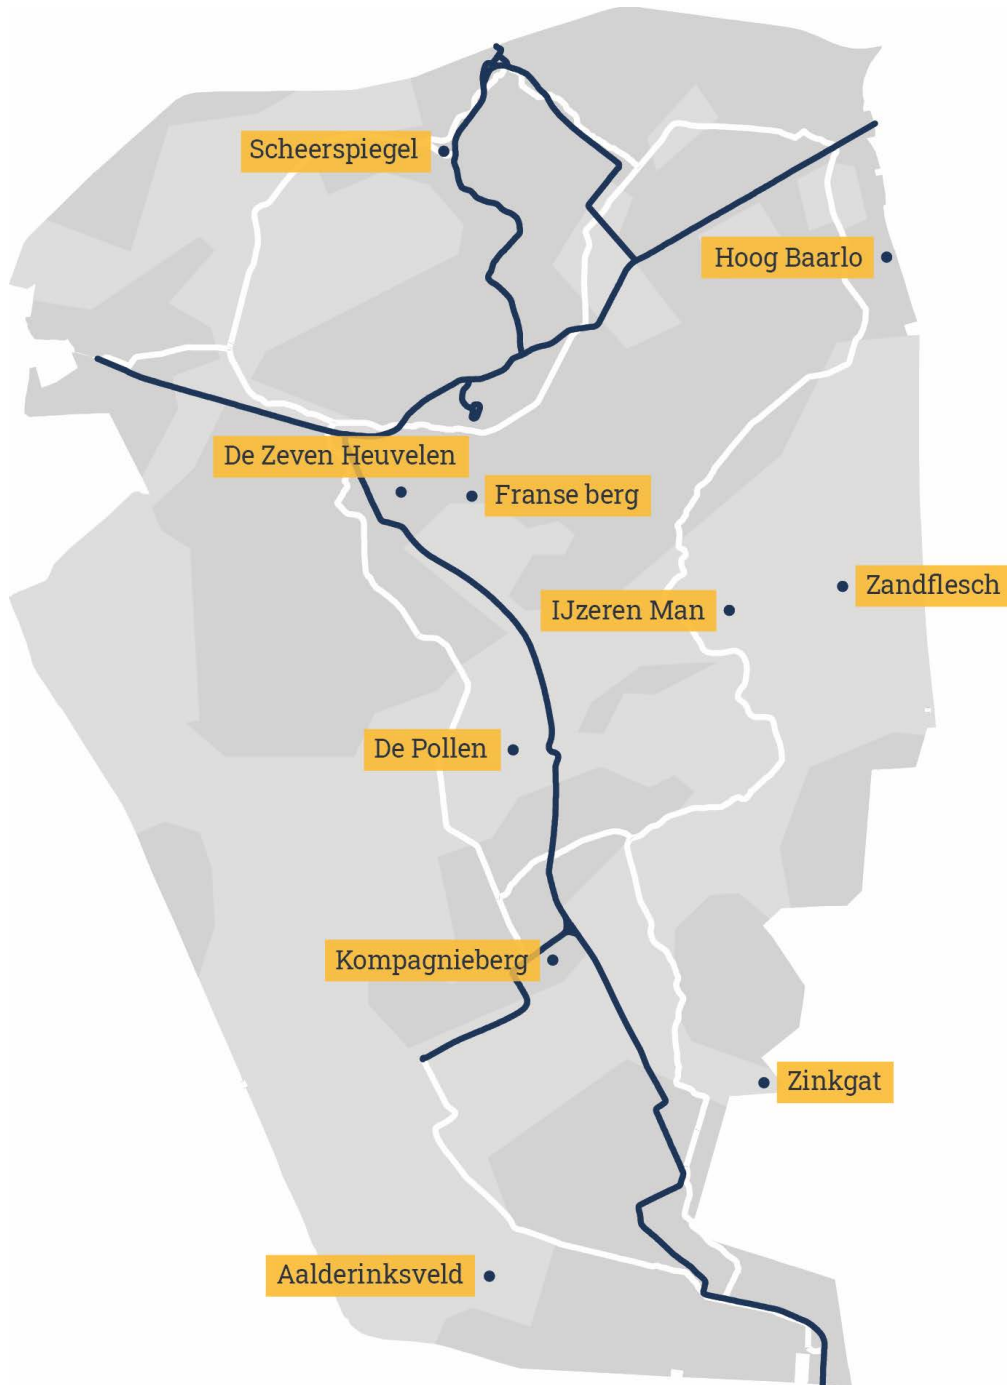 Scheerspiegel
Hoog Baarlo
De Zeven Heuvelen
Franse berg
Zandflesch
IJzeren Man
De Pollen
Kompagnieberg
Zinkgat
Aalderinksveld